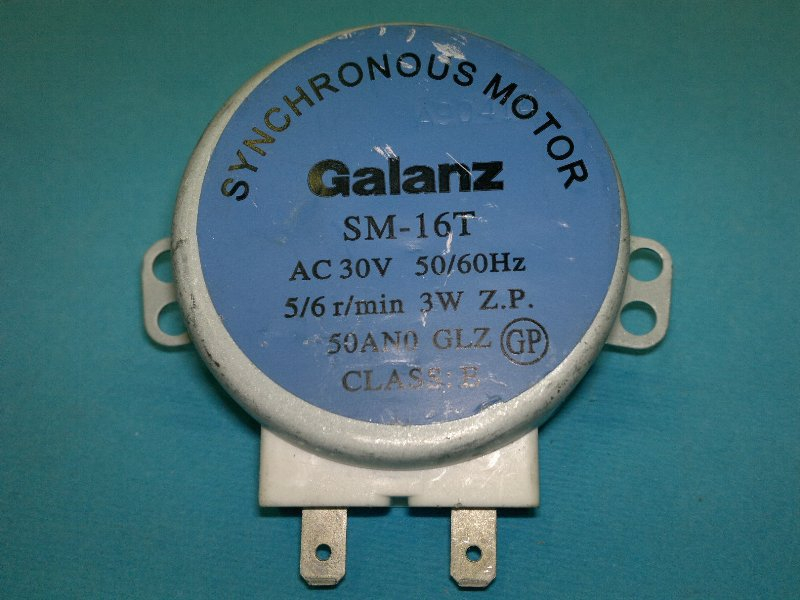 SYNCHRONOUS MOTOR
Galanz
SM-16T
AC 30V 50/60Hz
5/6 r/min 3W Z.P.
50AN0 GLZ GP
CLASS: E